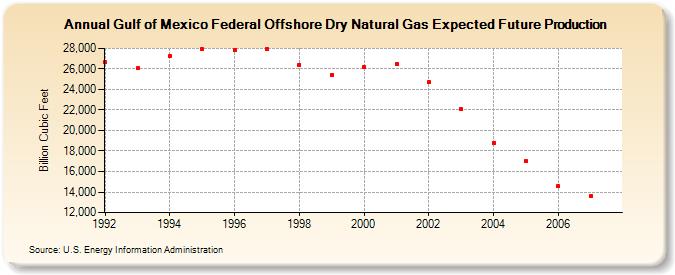 Annual Gulf of Mexico Federal Offshore Dry Natural Gas Expected Future Production
Billion Cubic Feet
28,000
26,000
24,000
22,000
20,000
18,000
16,000
14,000
12,000
1992 1994 1996 1998 2000 2002 2004 2006
Source: U.S. Energy Information Administration